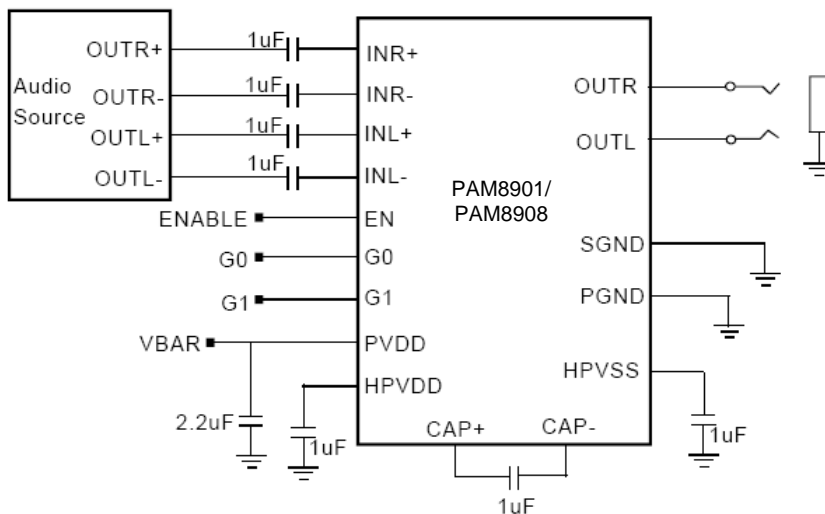 Audio
Source
OUTR+
OUTR-
OUTL+
OUTL-
1uF
1uF
1uF
1uF
ENABLE
G0
G1
VBAR
2.2uF
1uF
INR+
INR-
INL+
INL-
EN
G0
G1
PVDD
HPVDD
CAP+
CAP-
1uF
PAM8901/
PAM8908
OUTR
OUTL
SGND
PGND
HPVSS
1uF